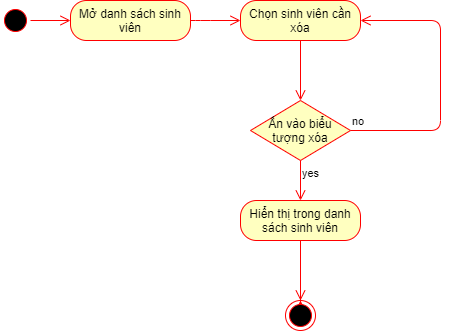 Mở danh sách sinh
viên
Chọn sinh viên cần
xóa
Ấn vào biểu
tượng xóa
no
yes
Hiển thị trong danh
sách sinh viên